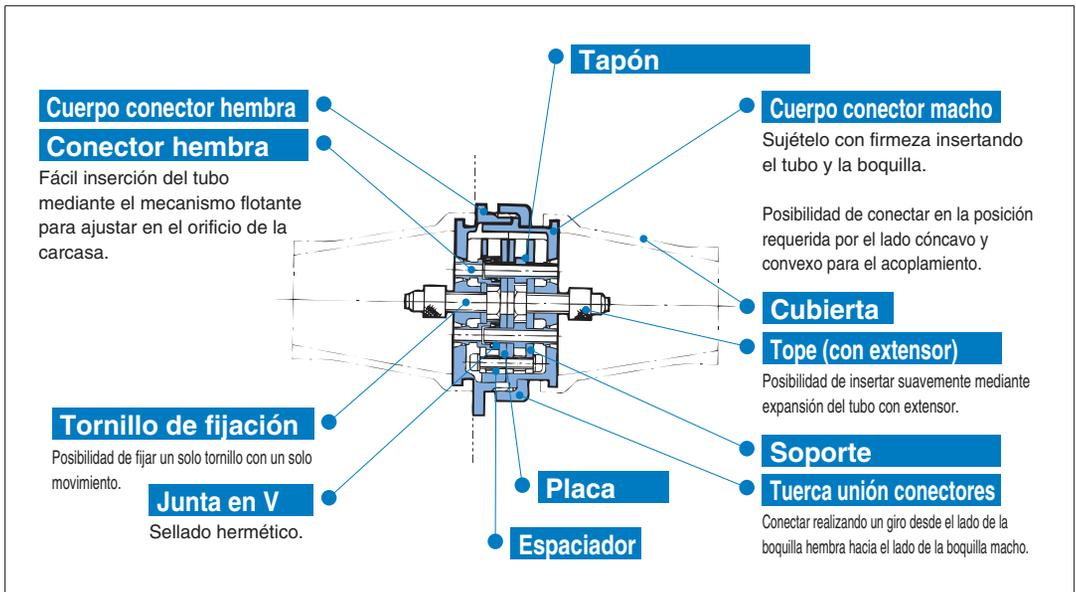 Tapón
Cuerpo conector hembra
Conector hembra
Fácil inserción del tubo
mediante el mecanismo flotante
para ajustar en el orificio de la
carcasa.
Cuerpo conector macho
Sujételo con firmeza insertando
el tubo y la boquilla.
Posibilidad de conectar en la posición
requerida por el lado cóncavo y
convexo para el acoplamiento.
Cubierta
Tope (con extensor)
Posibilidad de insertar suavemente mediante
expansión del tubo con extensor.
Tornillo de fijación
Posibilidad de fijar un solo tornillo con un solo
movimiento.
Junta en V
Sellado hermético.
Placa
Espaciador
Soporte
Tuerca unión conectores
Conectar realizando un giro desde el lado de la
boquilla hembra hacia el lado de la boquilla macho.